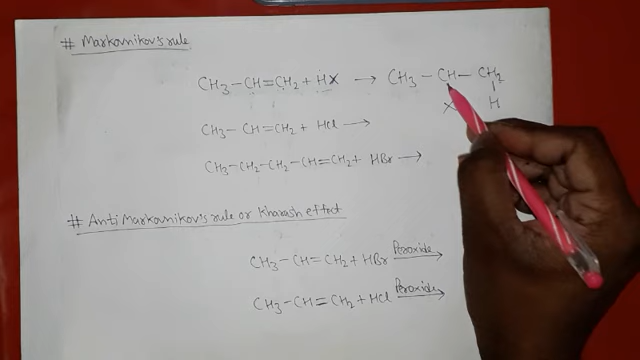 # Markovnikov's rule
CH3-CH=CH2 + HX → CH3-CH-CH2
X H
CH3-CH=CH2 + HCl →
CH3-CH2-CH2-CH=CH2 + HBr →
# Anti Markovnikov's rule or Kharash effect
CH3-CH=CH2 + HBr Peroxide →
CH3-CH=CH2 + HCl Peroxide →